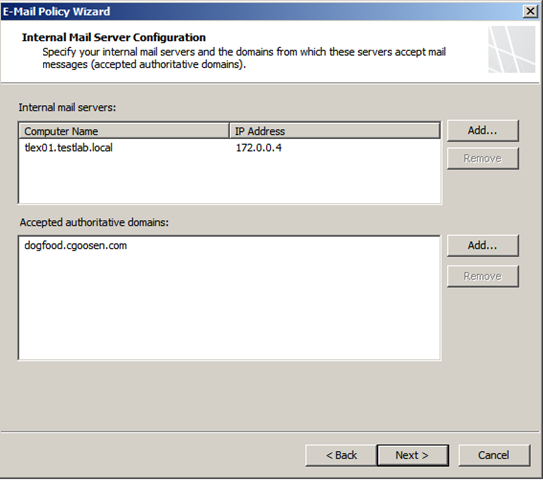 E-Mail Policy Wizard
Internal Mail Server Configuration
Specify your internal mail servers and the domains from which these servers accept mail
messages (accepted authoritative domains).
Internal mail servers:
Computer Name IP Address
tlex01.testlab.local 172.0.0.4
Add...
Remove
Accepted authoritative domains:
dogfood.cgoosen.com
Add...
Remove
< Back Next > Cancel